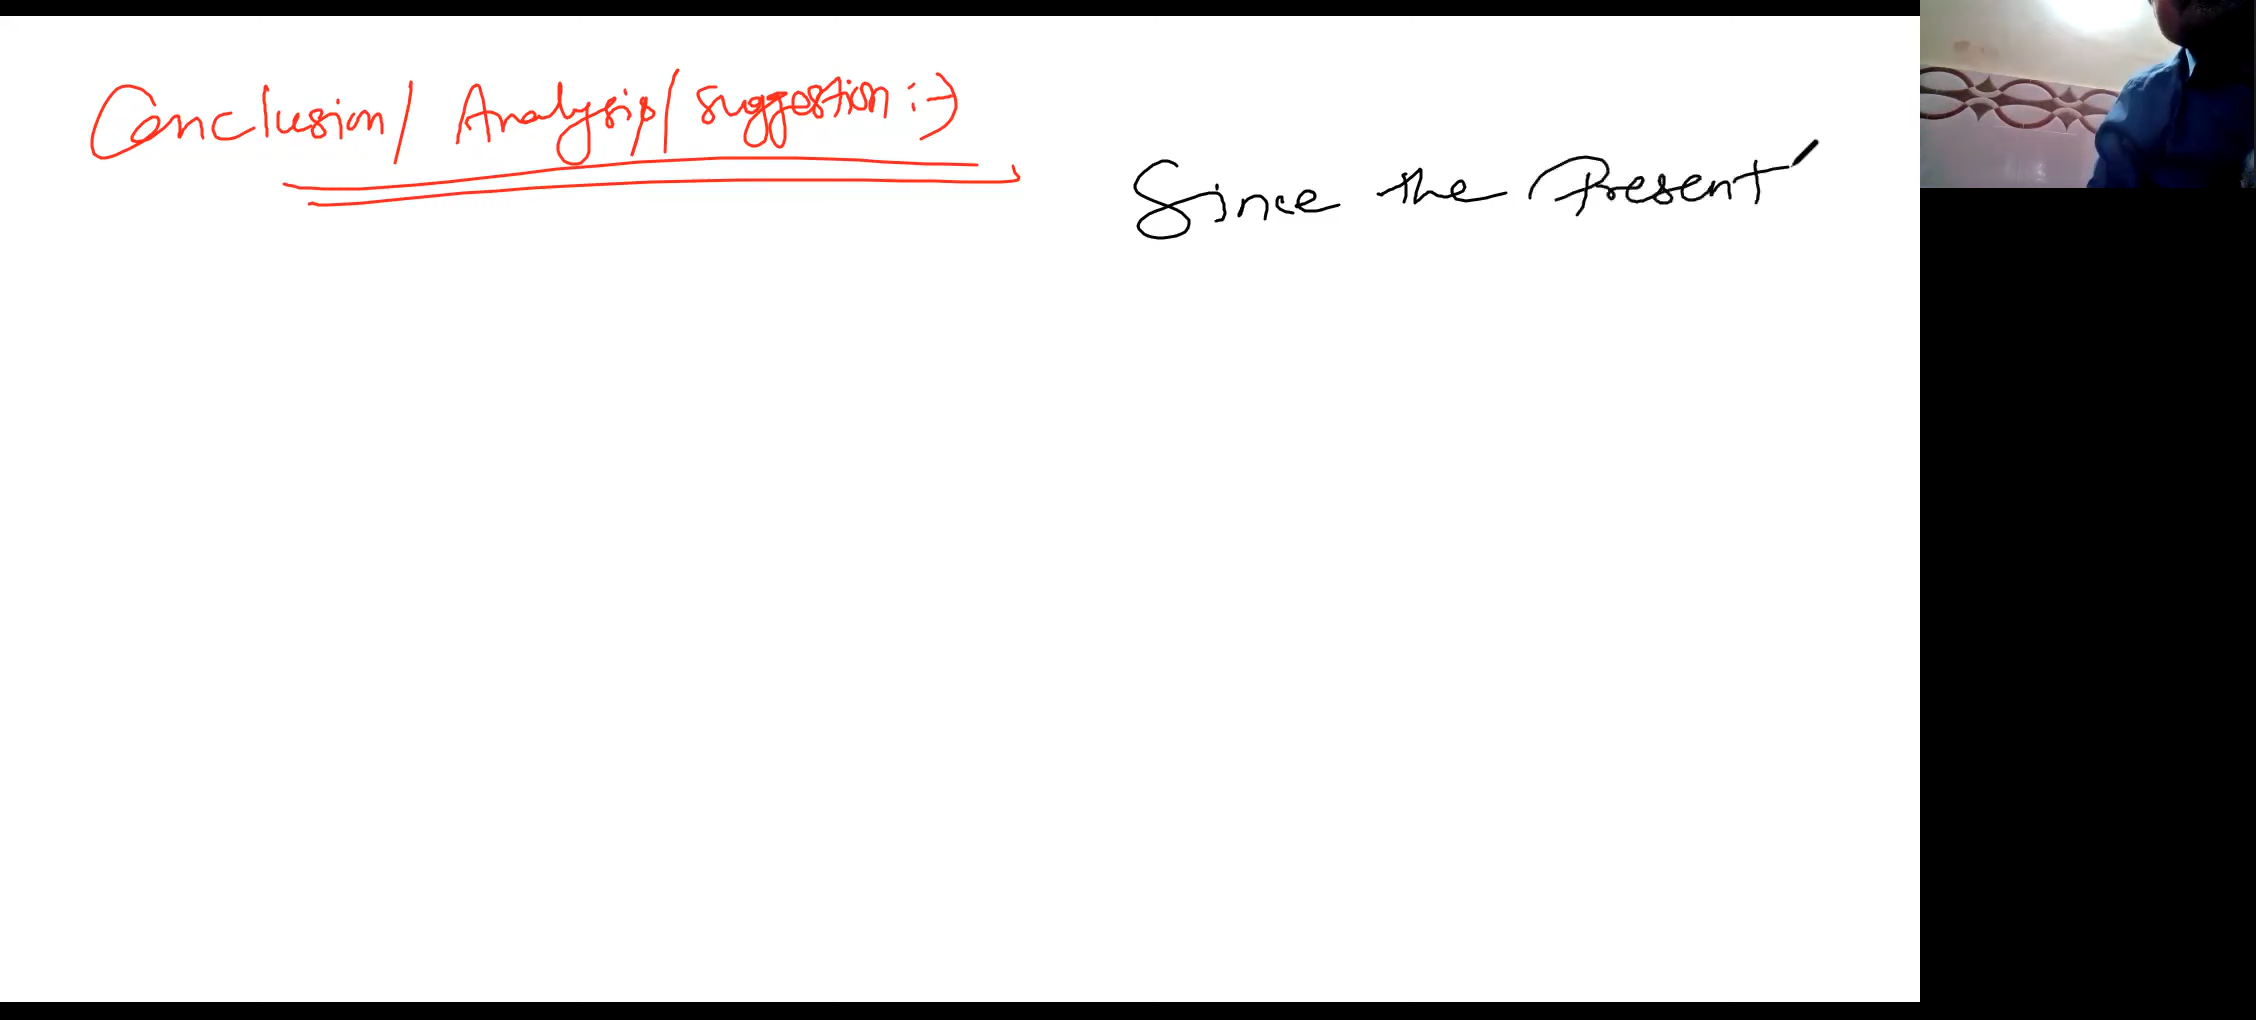 Conclusion/ Analysis/ suggestion :-
Since the Present